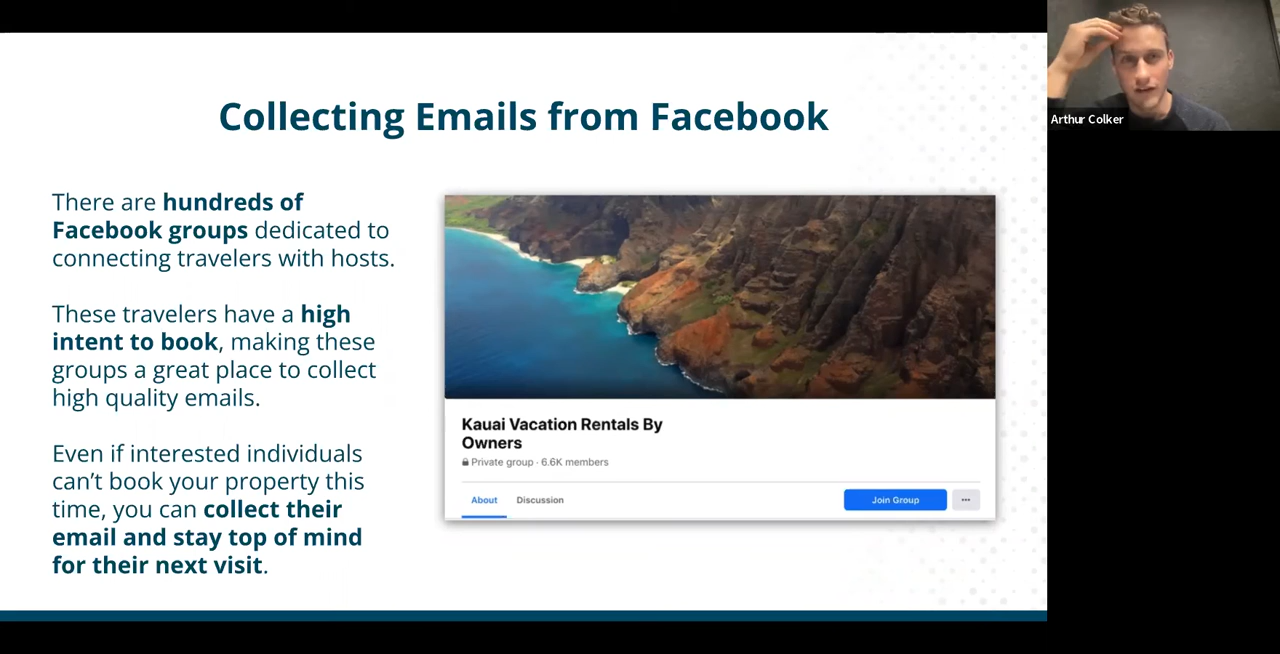 Collecting Emails from Facebook
Arthur Colker
There are hundreds of
Facebook groups dedicated to
connecting travelers with hosts.
These travelers have a high
intent to book, making these
groups a great place to collect
high quality emails.
Even if interested individuals
can’t book your property this
time, you can collect their
email and stay top of mind
for their next visit.
Kauai Vacation Rentals By
Owners
Private group · 6.6K members
About Discussion Join Group ···